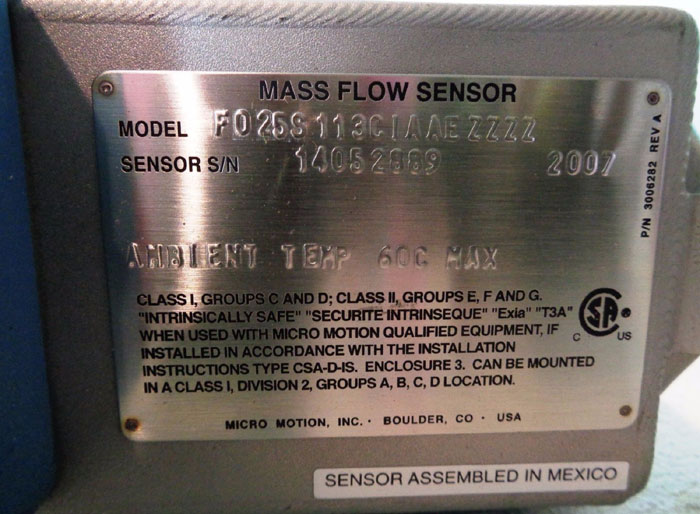 MASS FLOW SENSOR
MODEL F025S113CIAAEZZZZ
SENSOR S/N 14052989 2007
P/N 3006282 REV A
AMBIENT TEMP 60C MAX
CLASS I, GROUPS C AND D; CLASS II, GROUPS E, F AND G.
"INTRINSICALLY SAFE" "SECURITE INTRINSEQUE" "Exia" "T3A"
WHEN USED WITH MICRO MOTION QUALIFIED EQUIPMENT, IF
INSTALLED IN ACCORDANCE WITH THE INSTALLATION
INSTRUCTIONS TYPE CSA-D-IS. ENCLOSURE 3. CAN BE MOUNTED
IN A CLASS I, DIVISION 2, GROUPS A, B, C, D LOCATION.
C SA ® C US
MICRO MOTION, INC. · BOULDER, CO · USA
SENSOR ASSEMBLED IN MEXICO